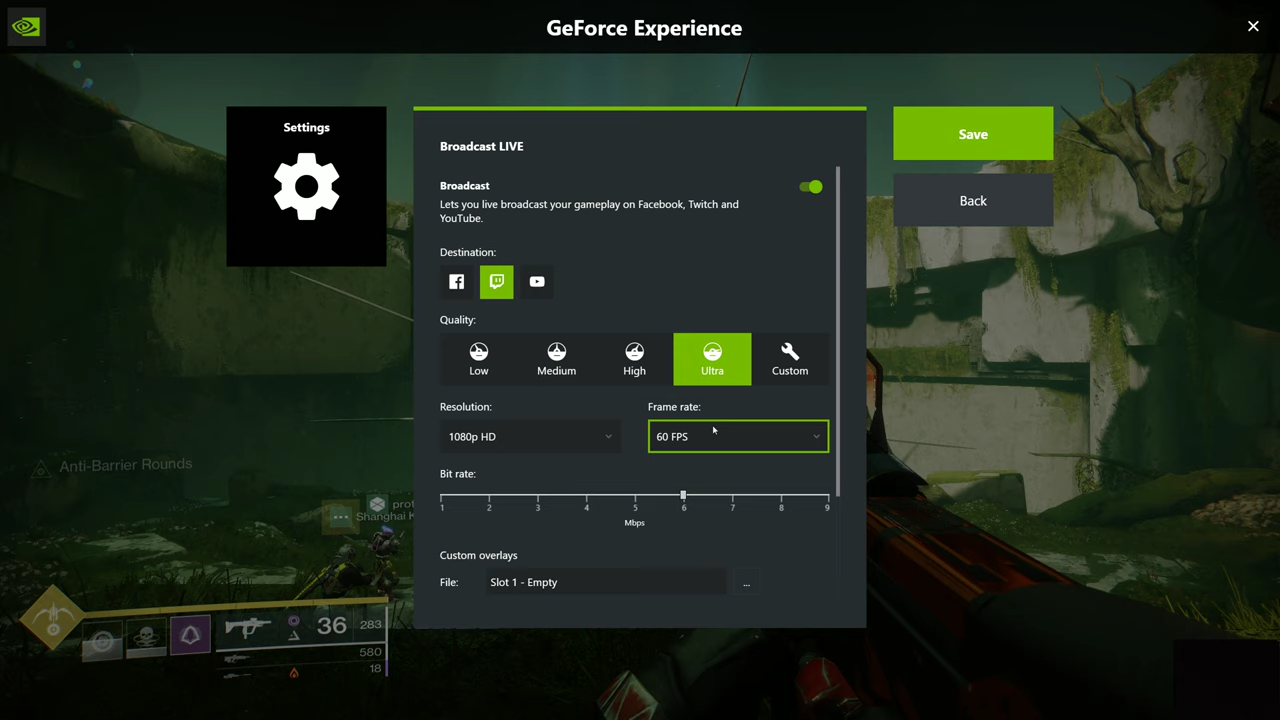 GeForce Experience
Settings
Save
Back
Broadcast LIVE
Broadcast
Lets you live broadcast your gameplay on Facebook, Twitch and
YouTube.
Destination:
Quality:
Low
Medium
High
Ultra
Custom
Resolution:
Frame rate:
1080p HD
60 FPS
Bit rate:
1 2 3 4 5 6 7 8 9
Mbps
Custom overlays
File:
Slot 1 - Empty
...
Anti-Barrier Rounds
prot
Shanghai K
36
283
580
18